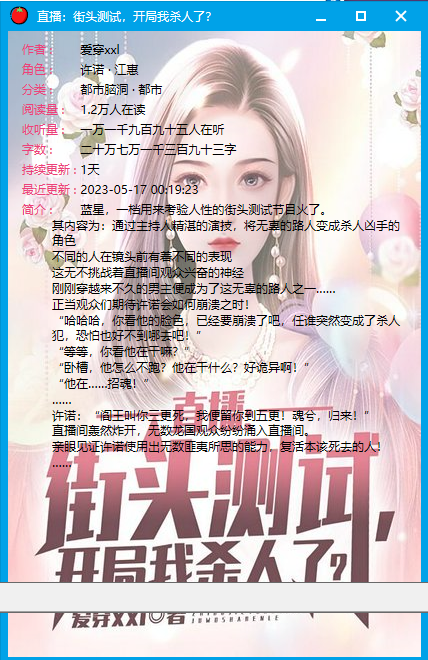 直播：街头测试，开局我杀人了？
作者： 爱穿xxl
角色： 许诺·江惠
分类： 都市脑洞·都市
阅读量： 1.2万人在读
收听量： 一万一千九百九十五人在听
字数： 二十万七万一千三百九十三字
持续更新：1天
最近更新：2023-05-17 00:19:23
简介： 蓝星，一档用来考验人性的街头测试节目火了。
其内容为：通过主持人精湛的演技，将无辜的路人变成杀人凶手的
角色
不同的人在镜头前有着不同的表现
这无不挑战着直播间观众兴奋的神经
刚刚穿越来不久的男主便成为了这无辜的路人之一……
正当观众们期待许诺会如何崩溃之时！
“哈哈哈，你看他的脸色，已经要崩溃了吧，任谁突然变成了杀人
犯，恐怕也好不到哪去吧！”
“等等，你看他在干嘛？”
“卧槽，他怎么不跑？他在干什么？好诡异啊！”
“他在……招魂！”
……
许诺：“阎王叫你三更死，我便留你到五更！魂兮，归来！”
直播间轰然炸开，无数龙国观众纷纷涌入直播间。
亲眼见证许诺使用出无数匪夷所思的能力，复活本该死去的人！
……
直播
街头测试，
开局我杀人了？
爱穿xxl◎著